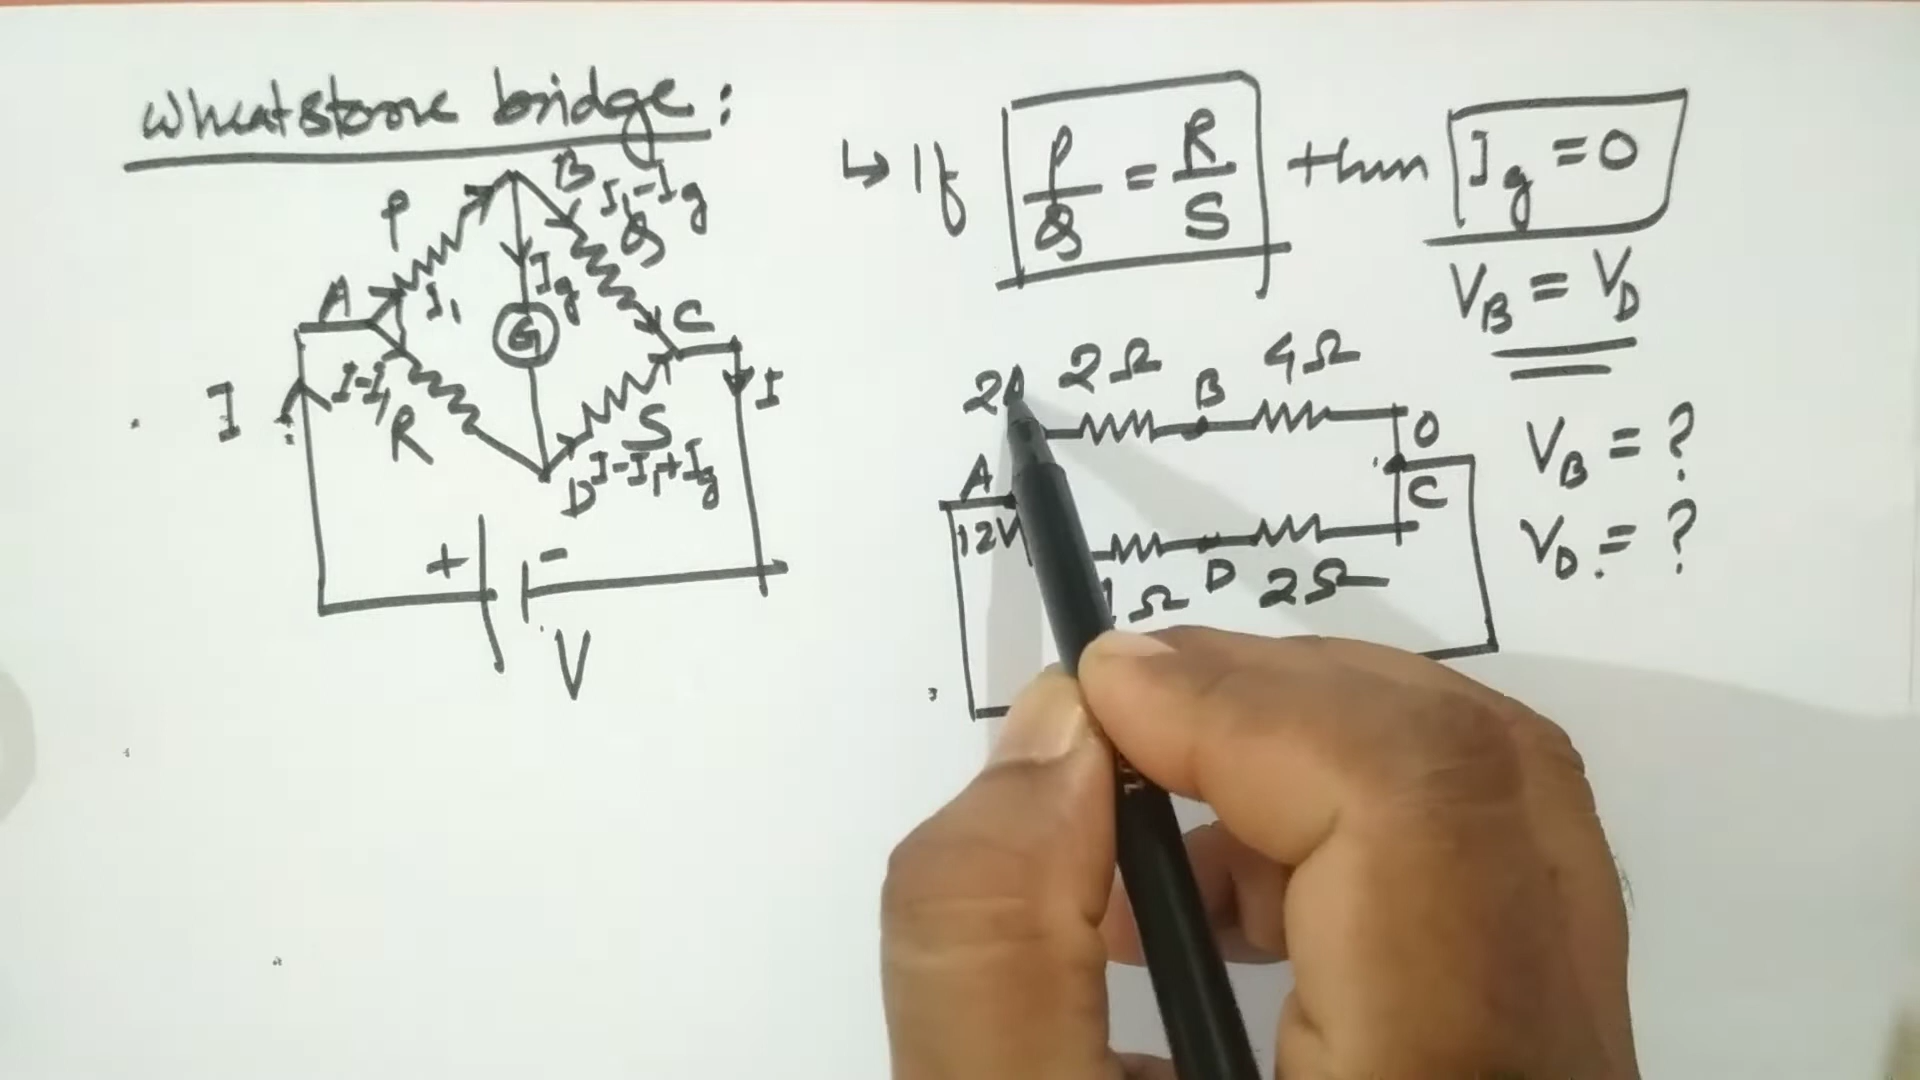 Wheatstone bridge:
↳ If P/Q = R/S then Ig = 0
VB = VD
P B I1-Ig
Q
A I1 Ig
G C
I I-I1 I
R S
D I-I1+Ig
+ -
V
2A 2Ω B 4Ω
O
A C
12V
1Ω D 2Ω
VB = ?
VD = ?